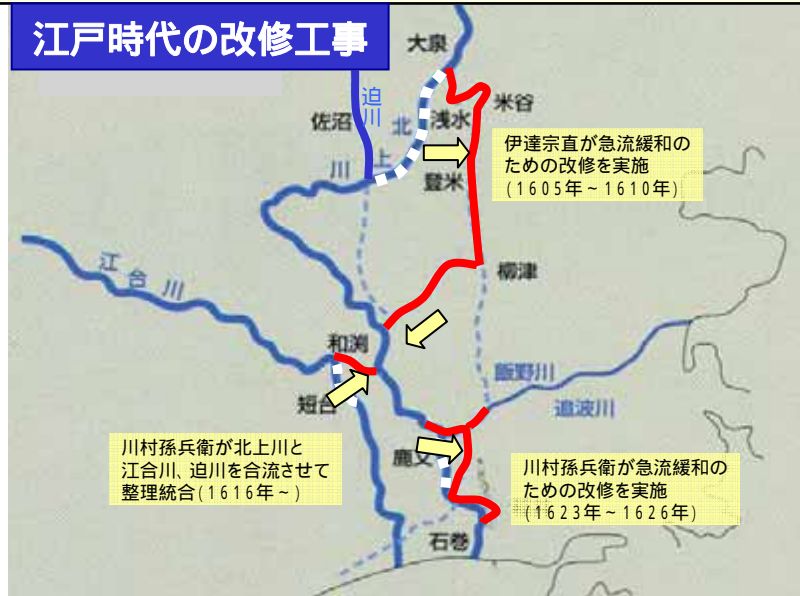 江戸時代の改修工事
大泉
迫川
佐沼
北
上
川
浅水
米谷
伊達宗直が急流緩和の
ための改修を実施
(1605年~1610年)
登米
江合川
柳津
和渕
短台
飯野川
追波川
川村孫兵衛が北上川と
江合川、迫川を合流させて
整理統合(1616年~)
鹿又
川村孫兵衛が急流緩和の
ための改修を実施
(1623年~1626年)
石巻